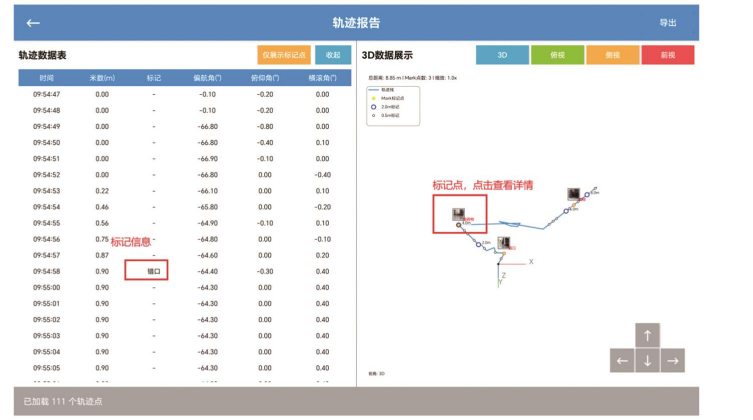 ← 轨迹报告 导出
轨迹数据表 仅展示标记点 收起
时间 米数(m) 标记 偏航角(°) 俯仰角(°) 横滚角(°)
09:54:47 0.00 - -0.10 -0.20 0.00
09:54:48 0.00 - -0.10 -0.20 0.00
09:54:49 0.00 - -66.80 -0.80 0.00
09:54:50 0.00 - -66.80 -0.40 0.10
09:54:51 0.00 - -66.90 -0.10 0.00
09:54:52 0.00 - -66.80 0.00 -0.40
09:54:53 0.22 - -66.10 0.00 0.10
09:54:54 0.46 - -65.80 0.00 -0.20
09:54:55 0.56 - -64.90 -0.10 0.10
09:54:56 0.75 - -64.80 0.00 -0.10
标记信息
09:54:57 0.87 - -64.60 0.00 0.20
09:54:58 0.90 错口 -64.40 -0.30 0.40
09:55:00 0.90 - -64.30 0.00 0.40
09:55:01 0.90 - -64.30 0.00 0.40
09:55:02 0.90 - -64.30 0.00 0.40
09:55:03 0.90 - -64.30 0.00 0.40
09:55:04 0.90 - -64.30 0.00 0.40
09:55:05 0.90 - -64.30 0.00 0.40
3D数据展示 3D 俯视 侧视 前视
总距离: 8.85 m | Mark点数: 3 | 缩放: 1.0x
轨迹线
Mark标记点
2.0m标记
0.5m标记
标记点，点击查看详情
8.0m
6.0m
4.0m
2.0m
X
Z
Y
↑
← ↓ →
视角: 3D
已加载 111 个轨迹点